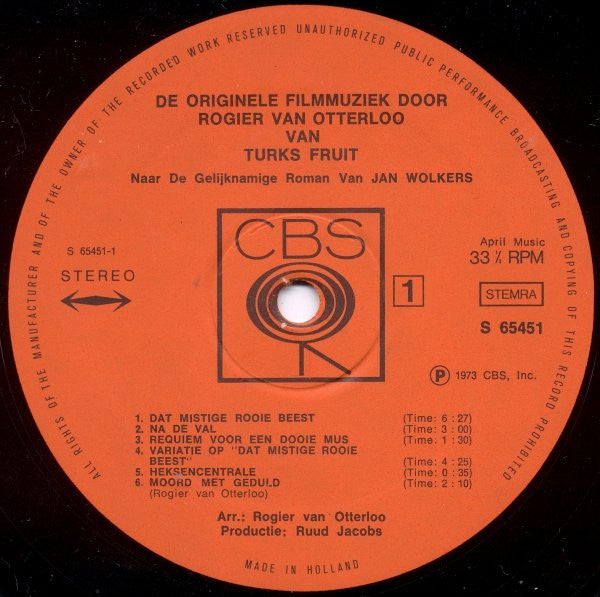 ALL RIGHTS OF THE MANUFACTURER AND OF THE OWNER OF THE RECORDED WORK RESERVED UNAUTHORIZED PUBLIC PERFORMANCE BROADCASTING AND COPYING OF THIS RECORD PROHIBITED
DE ORIGINELE FILMMUZIEK DOOR
ROGIER VAN OTTERLOO
VAN
TURKS FRUIT
Naar De Gelijknamige Roman Van JAN WOLKERS
CBS
S 65451-1
STEREO
1
April Music
33 ⅓ RPM
STEMRA
S 65451
Ⓟ 1973 CBS, Inc.
1. DAT MISTIGE ROOIE BEEST (Time: 6 : 27)
2. NA DE VAL (Time: 3 : 00)
3. REQUIEM VOOR EEN DOOIE MUS (Time: 1 : 30)
4. VARIATIE OP "DAT MISTIGE ROOIE
BEEST" (Time: 4 : 25)
5. HEKSENCENTRALE (Time: 0 : 35)
6. MOORD MET GEDULD (Time: 2 : 10)
(Rogier van Otterloo)
Arr.: Rogier van Otterloo
Productie: Ruud Jacobs
MADE IN HOLLAND